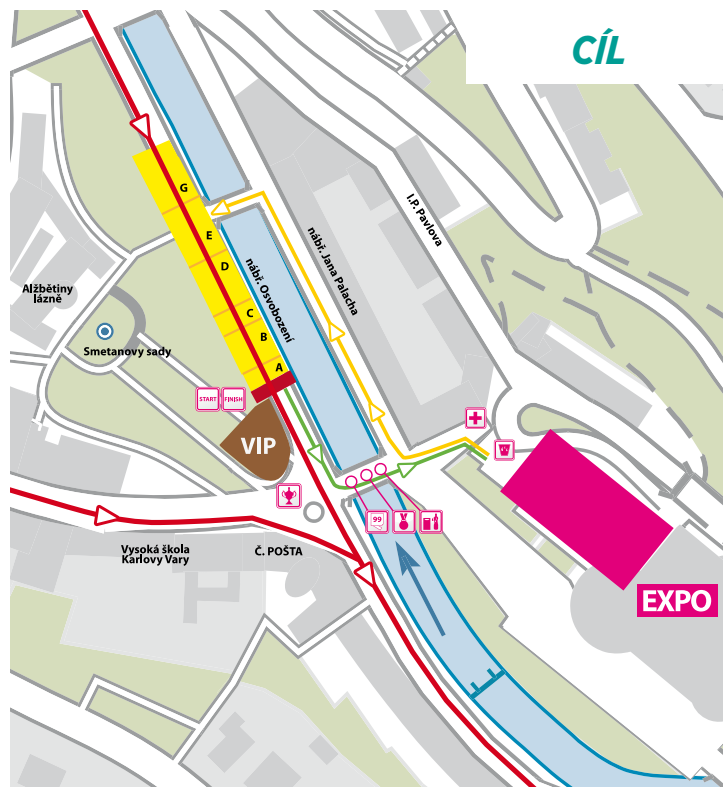 CÍL
G
E
D
C
B
A
nábř. Osvobození
nábř. Jana Palacha
I.P. Pavlova
Alžbětiny
lázně
Smetanovy sady
START
FINISH
VIP
99
Vysoká škola
Karlovy Vary
Č. POŠTA
EXPO